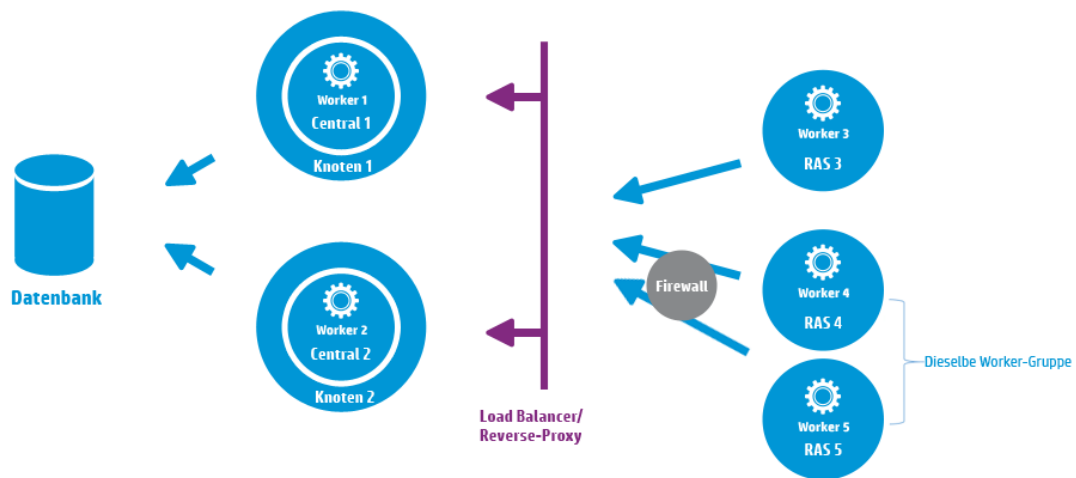 Worker 1
Central 1
Knoten 1
Datenbank
Worker 2
Central 2
Knoten 2
Load Balancer/
Reverse-Proxy
Firewall
Worker 3
RAS 3
Worker 4
RAS 4
Dieselbe Worker-Gruppe
Worker 5
RAS 5